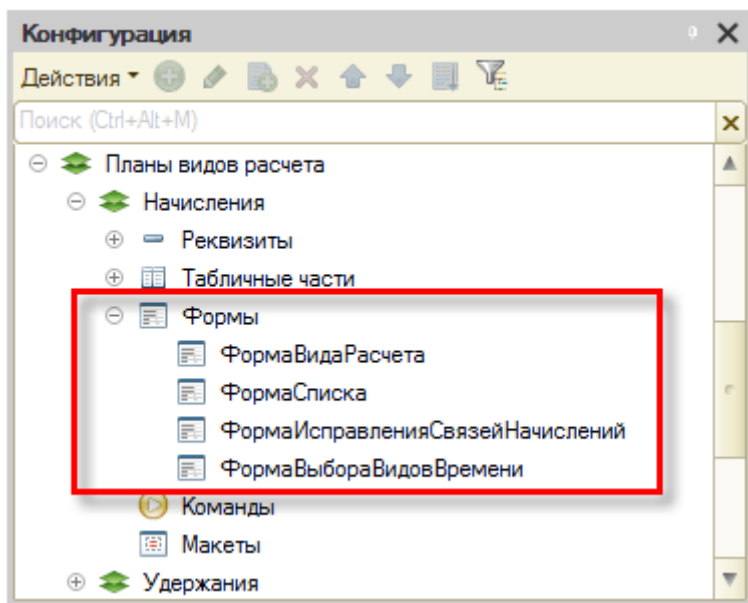 Конфигурация
Действия
Поиск (Ctrl+Alt+M)
Планы видов расчета
Начисления
Реквизиты
Табличные части
Формы
ФормаВидаРасчета
ФормаСписка
ФормаИсправленияСвязейНачислений
ФормаВыбораВидовВремени
Команды
Макеты
Удержания